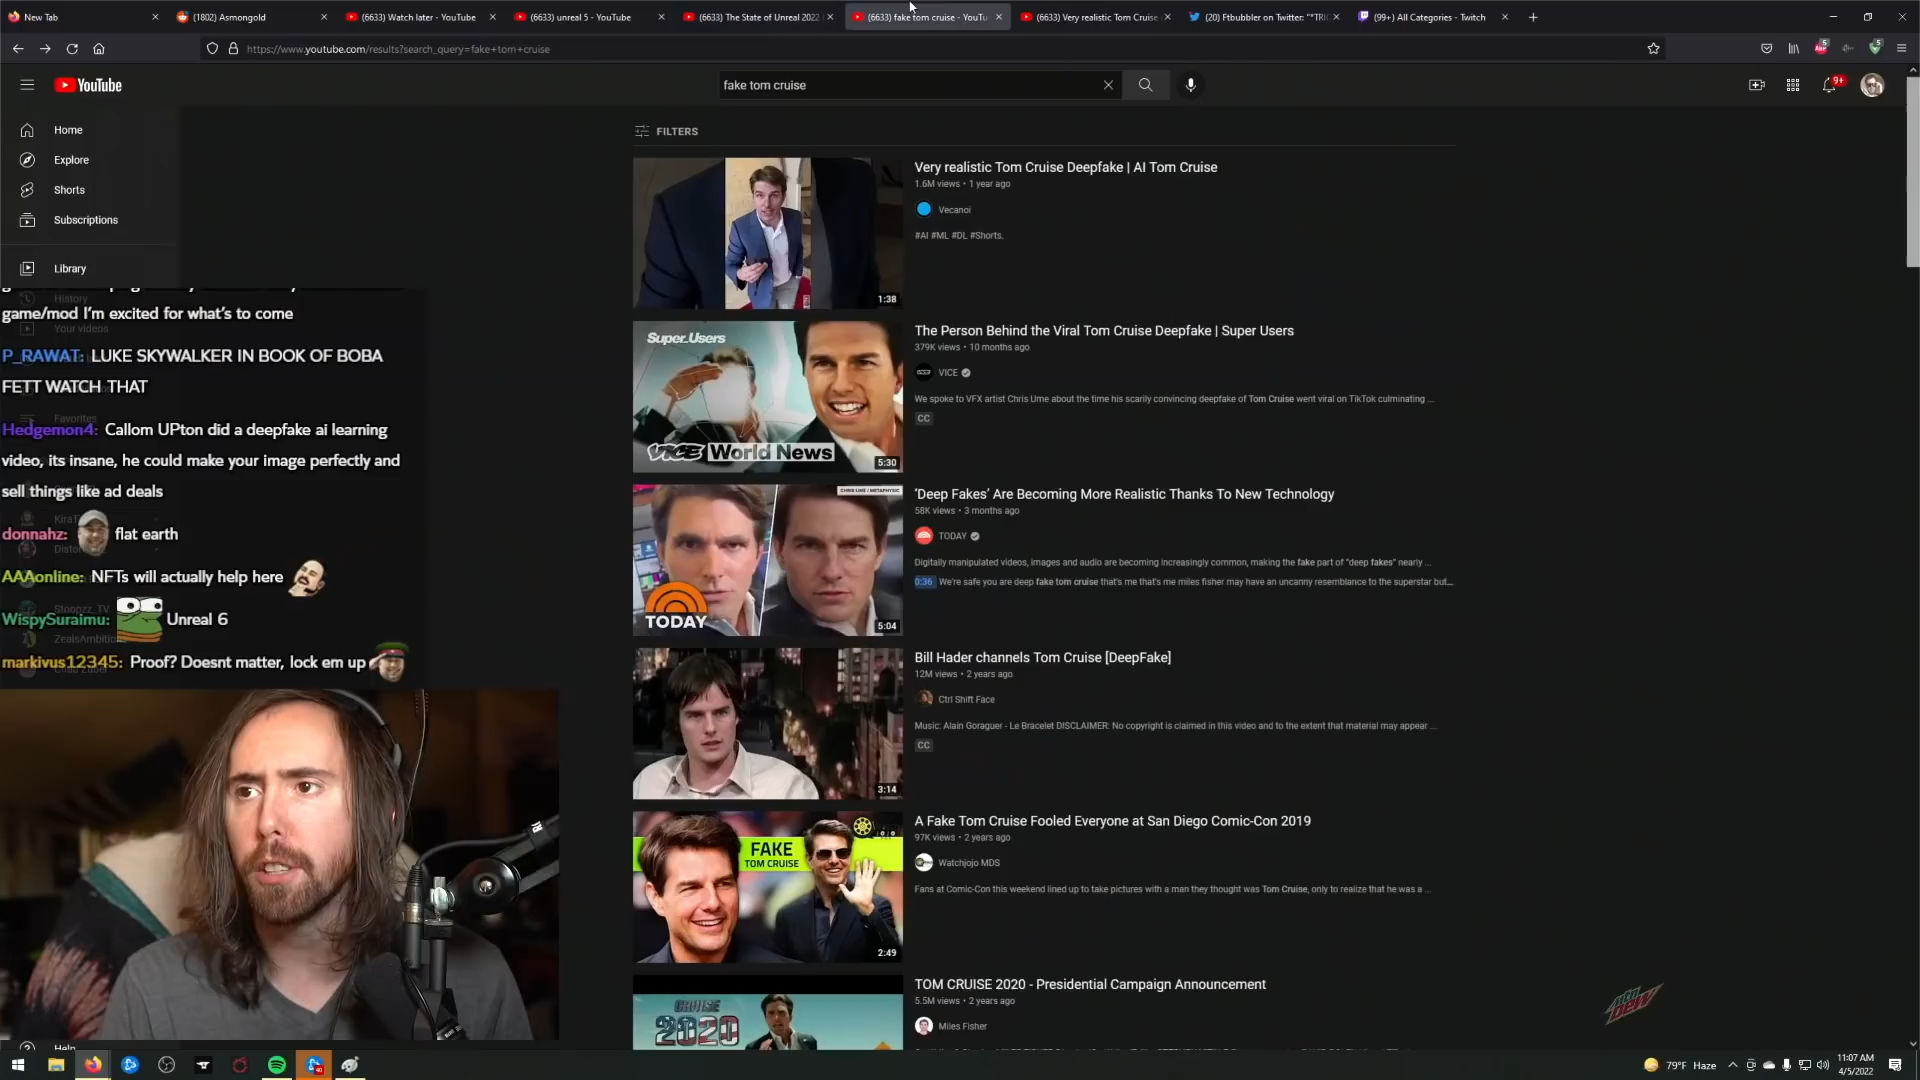 New Tab
(1802) Asmongold
(6633) Watch later - YouTube
(6633) unreal 5 - YouTube
(6633) The State of Unreal 2022 |
(6633) fake tom cruise - YouTu
(6633) Very realistic Tom Cruise
(20) Ftbubbler on Twitter: "*TRI
(99+) All Categories - Twitch
https://www.youtube.com/results?search_query=fake+tom+cruise
YouTube
fake tom cruise
9+
Home
Explore
Shorts
Subscriptions
Library
History
Your videos
Favorites
FILTERS
Very realistic Tom Cruise Deepfake | AI Tom Cruise
1.6M views • 1 year ago
Vecanoi
#AI #ML #DL #Shorts.
1:38
Super_Users
VICE World News
5:30
The Person Behind the Viral Tom Cruise Deepfake | Super Users
379K views • 10 months ago
VICE
We spoke to VFX artist Chris Ume about the time his scarily convincing deepfake of Tom Cruise went viral on TikTok culminating ...
CC
CHRIS UMÉ / METAPHYSIC
TODAY
5:04
'Deep Fakes' Are Becoming More Realistic Thanks To New Technology
58K views • 3 months ago
TODAY
Digitally manipulated videos, images and audio are becoming increasingly common, making the fake part of "deep fakes" nearly ...
0:36 We're safe you are deep fake tom cruise that's me that's me miles fisher may have an uncanny resemblance to the superstar but...
3:14
Bill Hader channels Tom Cruise [DeepFake]
12M views • 2 years ago
Ctrl Shift Face
Music: Alain Goraguer - Le Bracelet DISCLAIMER: No copyright is claimed in this video and to the extent that material may appear ...
CC
FAKE
TOM CRUISE
2:49
A Fake Tom Cruise Fooled Everyone at San Diego Comic-Con 2019
97K views • 2 years ago
Watchjojo MDS
Fans at Comic-Con this weekend lined up to take pictures with a man they thought was Tom Cruise, only to realize that he was a ...
CRUISE
2020
TOM CRUISE 2020 - Presidential Campaign Announcement
5.5M views • 2 years ago
Miles Fisher
game/mod I'm excited for what's to come
P_RAWAT: LUKE SKYWALKER IN BOOK OF BOBA
FETT WATCH THAT
Hedgemon4: Callom UPton did a deepfake ai learning
video, its insane, he could make your image perfectly and
sell things like ad deals
donnahz: flat earth
AAAonline: NFTs will actually help here
WispySuraimu: Unreal 6
markivus12345: Proof? Doesnt matter, lock em up
Help
mtn DEW
79°F Haze
11:07 AM
4/5/2022